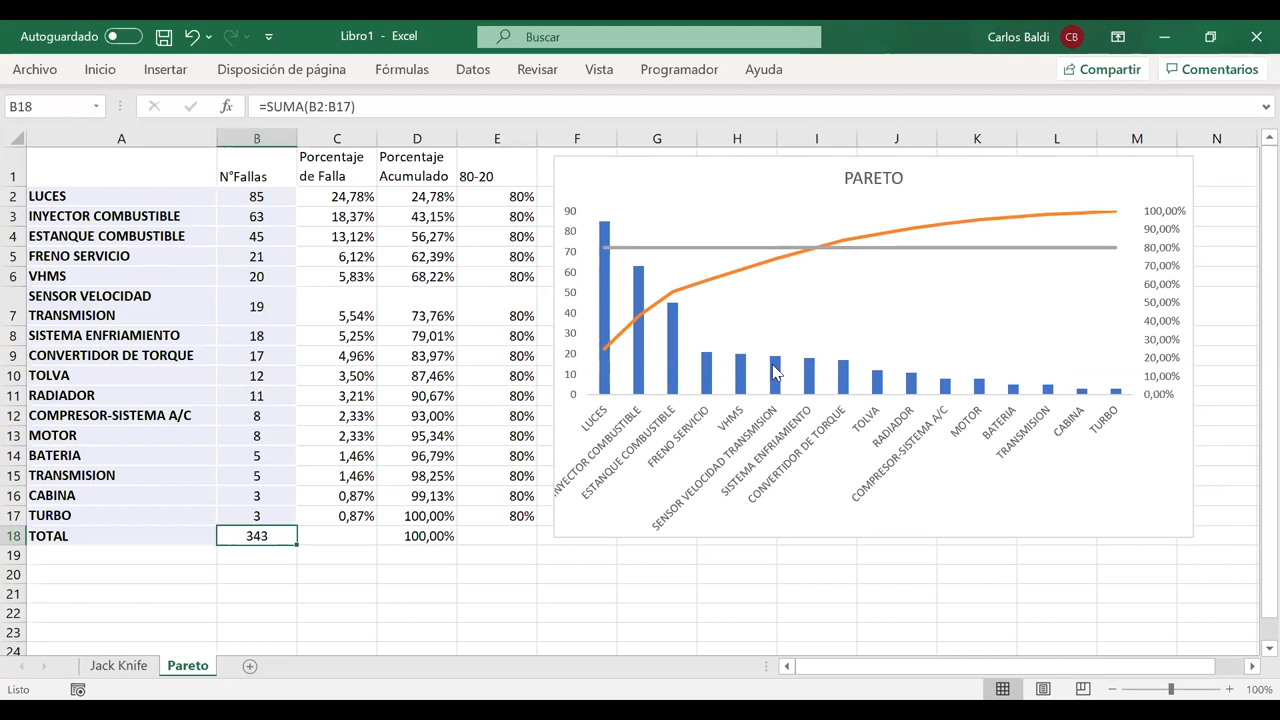 Autoguardado
Libro1 - Excel
Buscar
Carlos Baldi CB
Archivo Inicio Insertar Disposición de página Fórmulas Datos Revisar Vista Programador Ayuda Compartir Comentarios
B18 fx =SUMA(B2:B17)
A B C D E F G H I J K L M N
1 N°Fallas Porcentaje de Falla Porcentaje Acumulado 80-20
2 LUCES 85 24,78% 24,78% 80%
3 INYECTOR COMBUSTIBLE 63 18,37% 43,15% 80%
4 ESTANQUE COMBUSTIBLE 45 13,12% 56,27% 80%
5 FRENO SERVICIO 21 6,12% 62,39% 80%
6 VHMS 20 5,83% 68,22% 80%
7 SENSOR VELOCIDAD TRANSMISION 19 5,54% 73,76% 80%
8 SISTEMA ENFRIAMIENTO 18 5,25% 79,01% 80%
9 CONVERTIDOR DE TORQUE 17 4,96% 83,97% 80%
10 TOLVA 12 3,50% 87,46% 80%
11 RADIADOR 11 3,21% 90,67% 80%
12 COMPRESOR-SISTEMA A/C 8 2,33% 93,00% 80%
13 MOTOR 8 2,33% 95,34% 80%
14 BATERIA 5 1,46% 96,79% 80%
15 TRANSMISION 5 1,46% 98,25% 80%
16 CABINA 3 0,87% 99,13% 80%
17 TURBO 3 0,87% 100,00% 80%
18 TOTAL 343 100,00%
19
20
21
22
23
24
PARETO
90
80
70
60
50
40
30
20
10
0
100,00%
90,00%
80,00%
70,00%
60,00%
50,00%
40,00%
30,00%
20,00%
10,00%
0,00%
LUCES
INYECTOR COMBUSTIBLE
ESTANQUE COMBUSTIBLE
FRENO SERVICIO
VHMS
SENSOR VELOCIDAD TRANSMISION
SISTEMA ENFRIAMIENTO
CONVERTIDOR DE TORQUE
TOLVA
RADIADOR
COMPRESOR-SISTEMA A/C
MOTOR
BATERIA
TRANSMISION
CABINA
TURBO
Jack Knife Pareto
Listo
100%